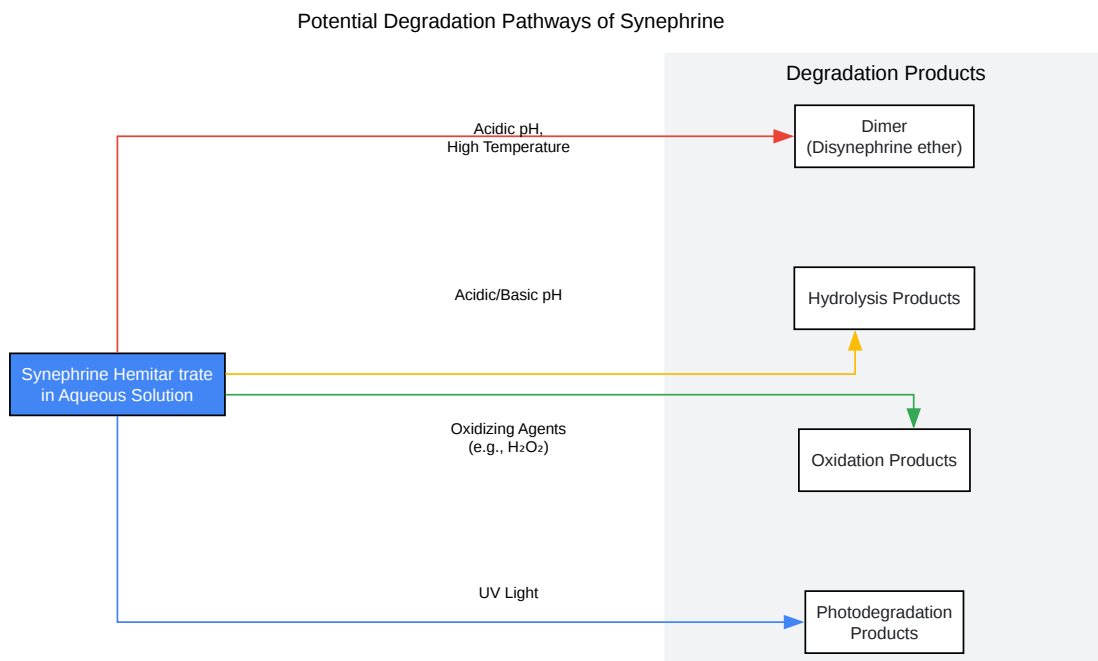 Potential Degradation Pathways of Synephrine
Degradation Products
Acidic pH,
High Temperature
Dimer
(Disynephrine ether)
Acidic/Basic pH
Hydrolysis Products
Synephrine Hemitar trate
in Aqueous Solution
Oxidizing Agents
(e.g., H₂O₂)
Oxidation Products
UV Light
Photodegradation
Products